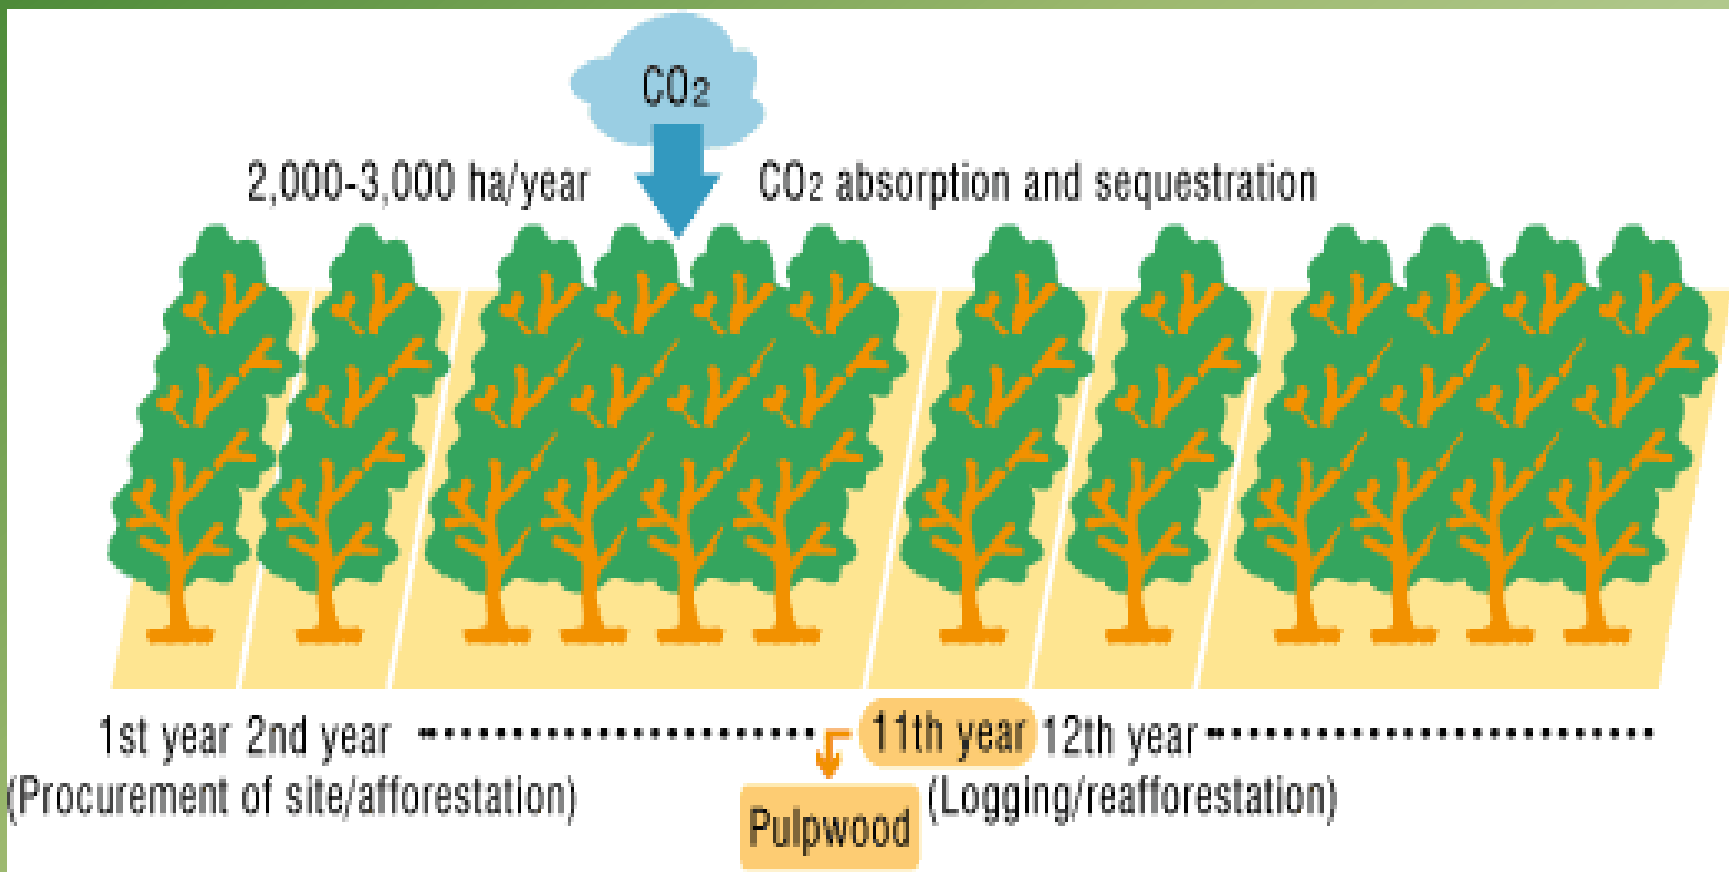 CO2
2,000-3,000 ha/year
CO2 absorption and sequestration
1st year 2nd year 11th year 12th year
(Procurement of site/afforestation)
(Logging/reafforestation)
Pulpwood